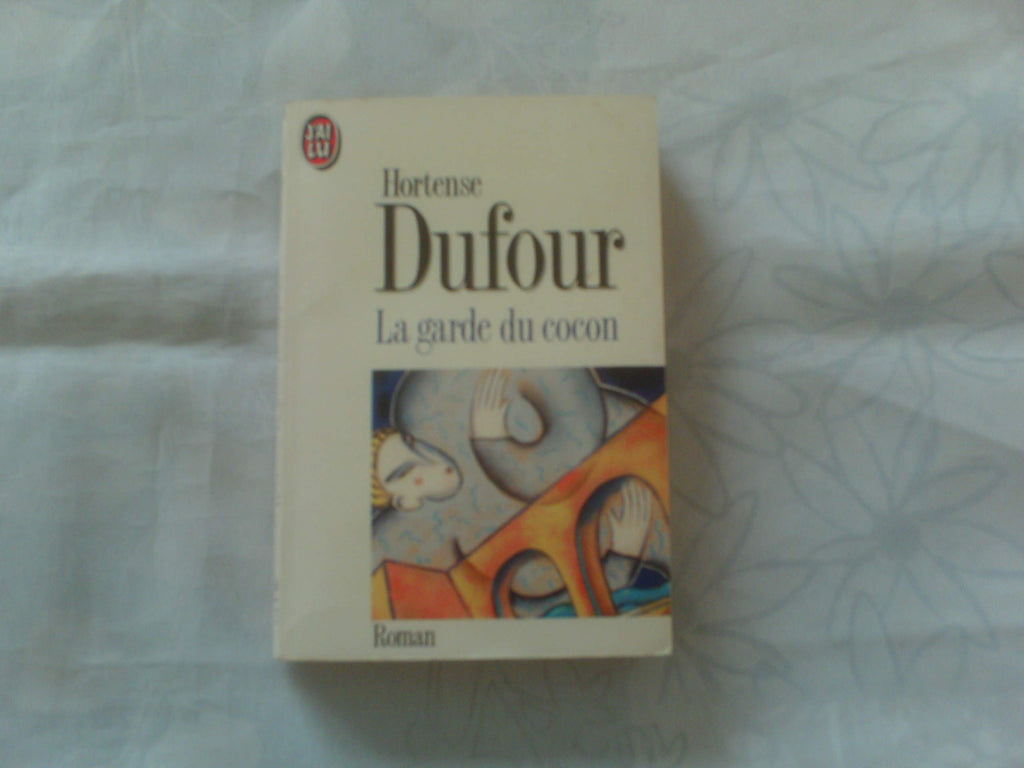 J'AI
LU
Hortense
Dufour
La garde du cocon
Roman